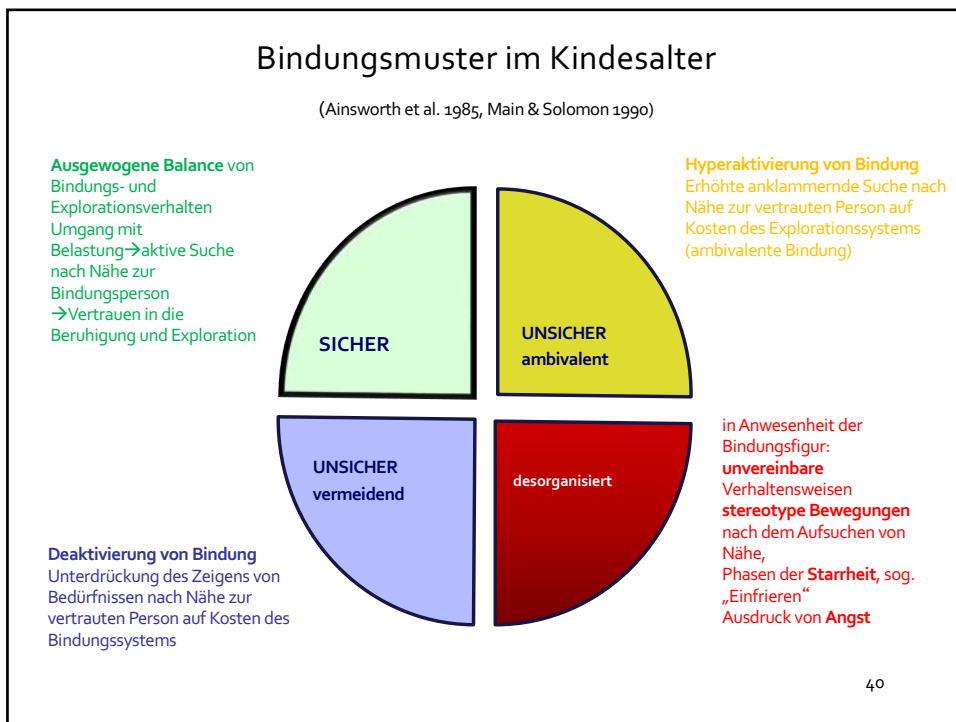 Bindungsmuster im Kindesalter
(Ainsworth et al. 1985, Main & Solomon 1990)
Ausgewogene Balance von
Bindungs- und
Explorationsverhalten
Umgang mit
Belastung→aktive Suche
nach Nähe zur
Bindungsperson
→Vertrauen in die
Beruhigung und Exploration
Hyperaktivierung von Bindung
Erhöhte anklammernde Suche nach
Nähe zur vertrauten Person auf
Kosten des Explorationssystems
(ambivalente Bindung)
SICHER
UNSICHER
ambivalent
UNSICHER
vermeidend
desorganisiert
Deaktivierung von Bindung
Unterdrückung des Zeigens von
Bedürfnissen nach Nähe zur
vertrauten Person auf Kosten des
Bindungssystems
in Anwesenheit der
Bindungsfigur:
unvereinbare
Verhaltensweisen
stereotype Bewegungen
nach dem Aufsuchen von
Nähe,
Phasen der Starrheit, sog.
„Einfrieren“
Ausdruck von Angst
40